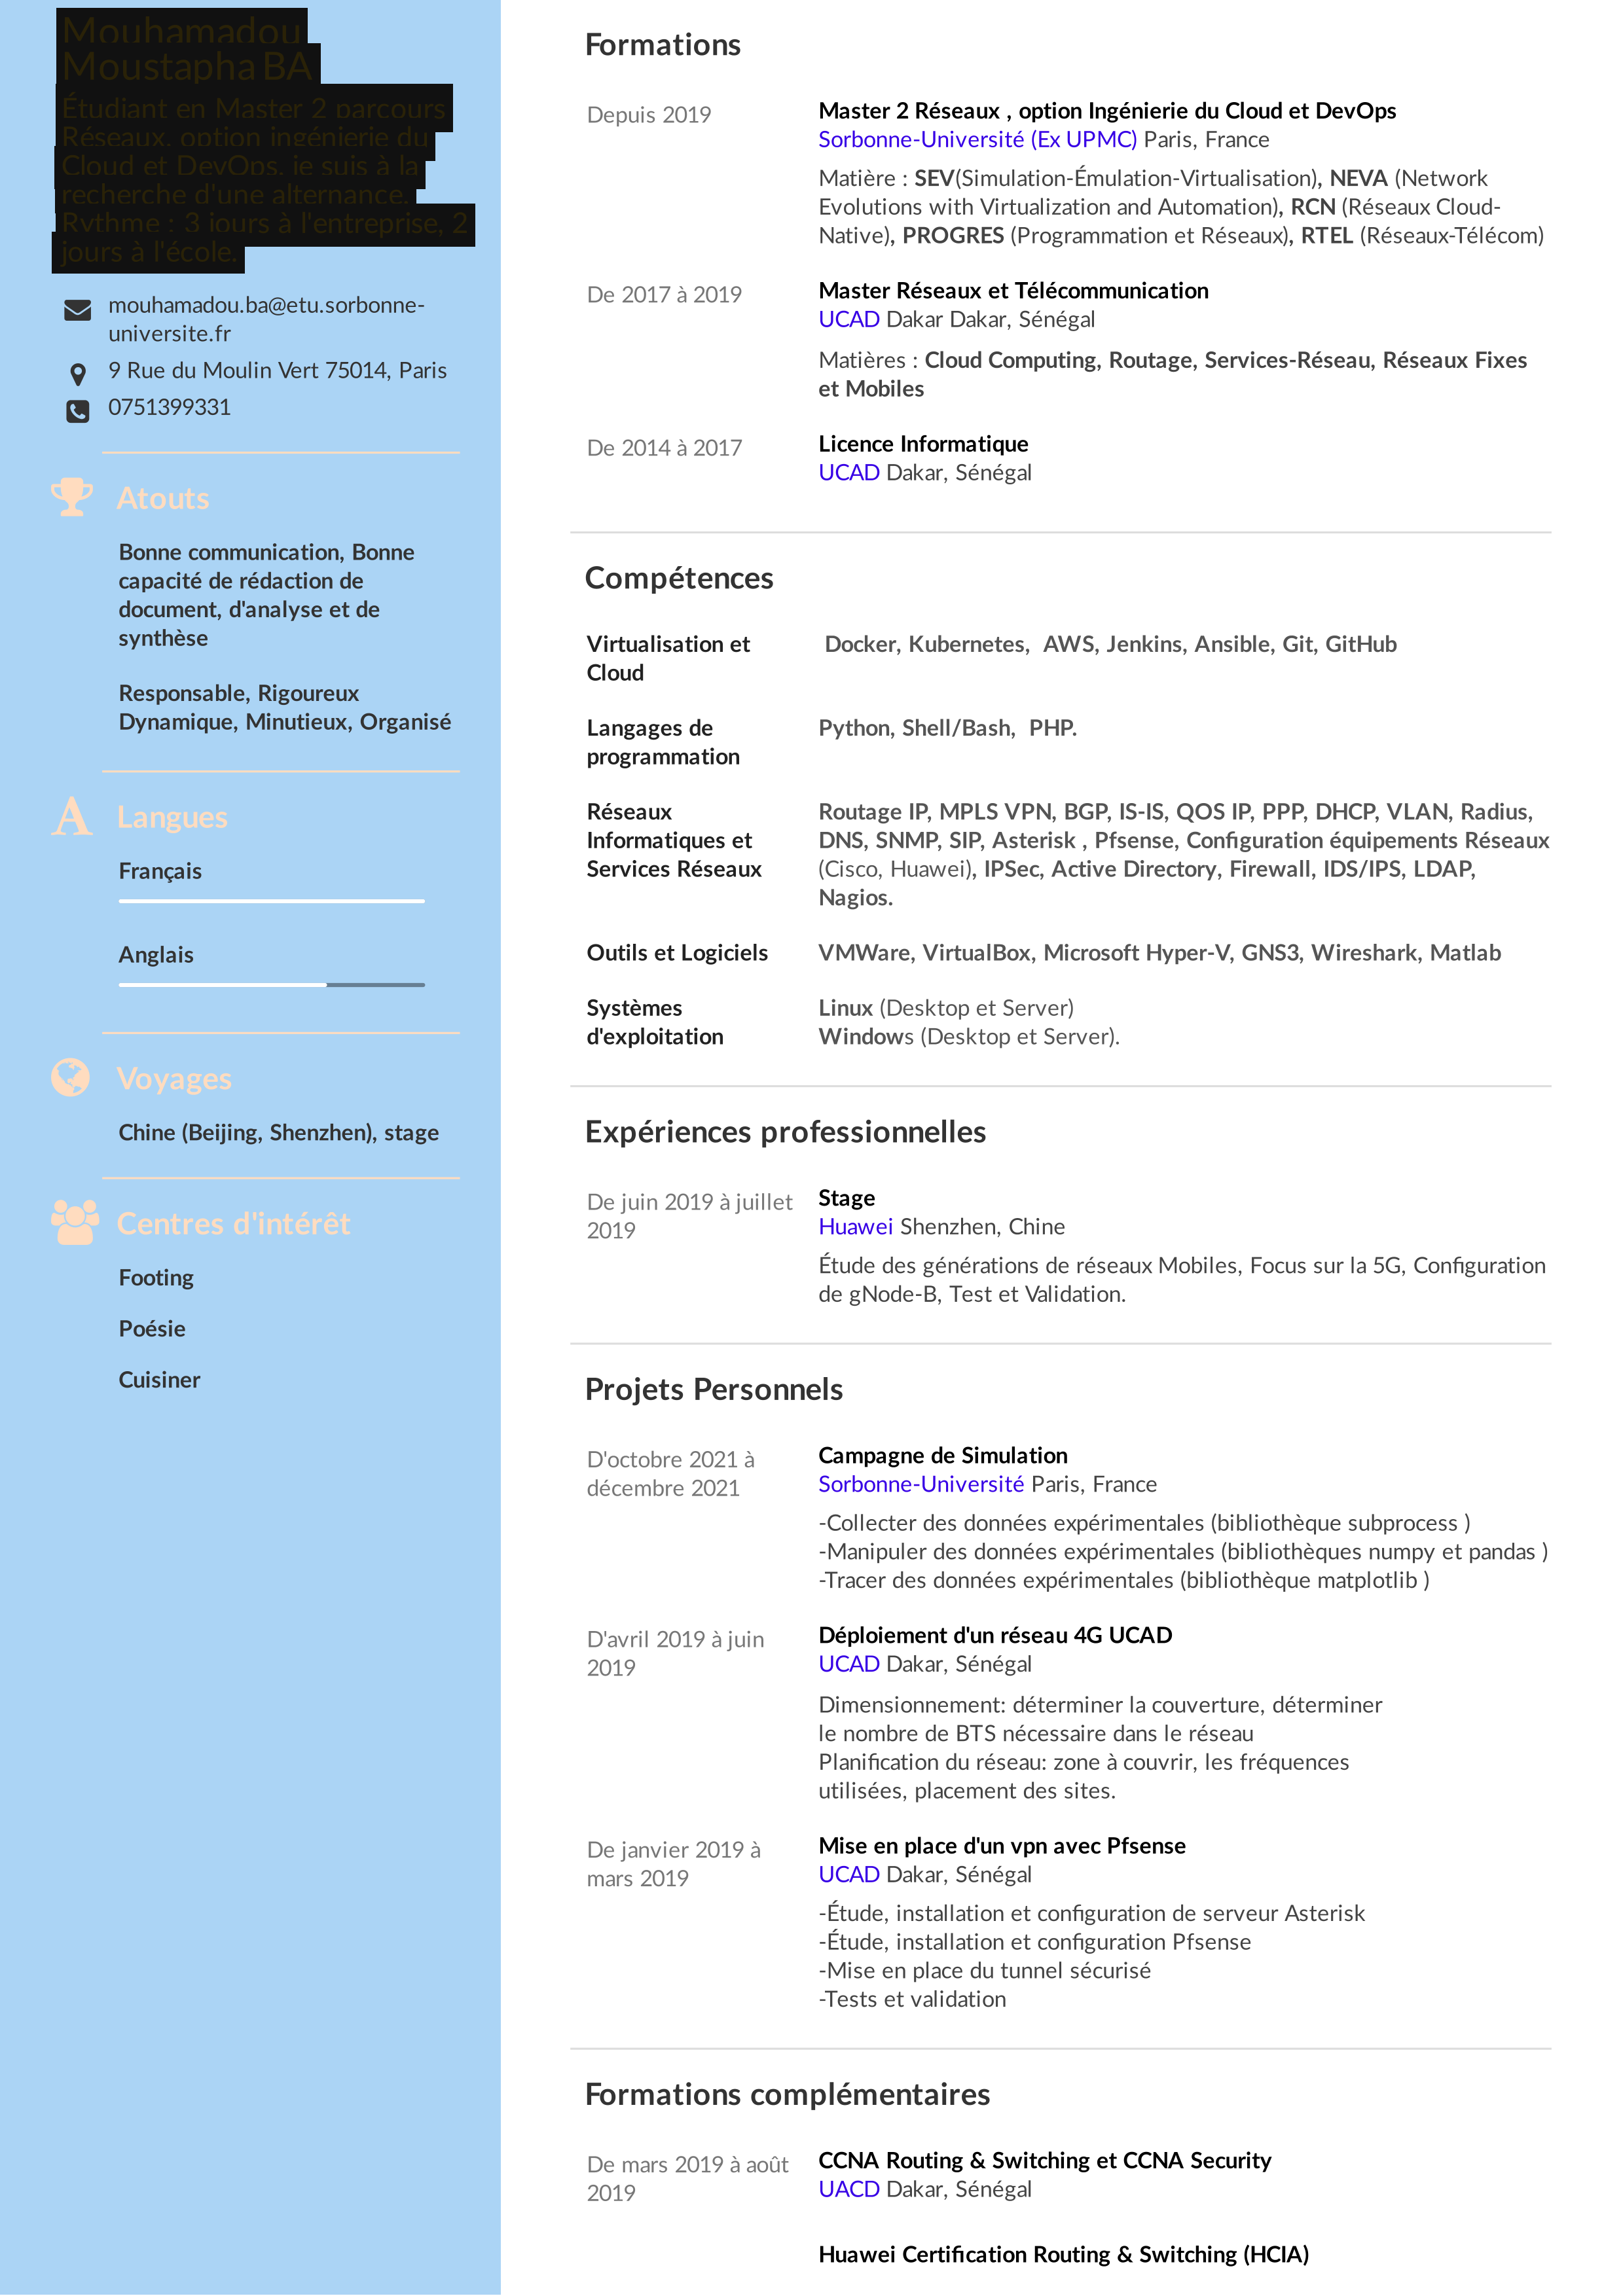 Mouhamadou
Moustapha BA
Étudiant en Master 2 parcours
Réseaux, option ingénierie du
Cloud et DevOps, je suis à la
recherche d'une alternance.
Rythme : 3 jours à l'entreprise, 2
jours à l'école.
mouhamadou.ba@etu.sorbonne-
universite.fr
9 Rue du Moulin Vert 75014, Paris
0751399331
Atouts
Bonne communication, Bonne
capacité de rédaction de
document, d'analyse et de
synthèse
Responsable, Rigoureux
Dynamique, Minutieux, Organisé
Langues
Français
Anglais
Voyages
Chine (Beijing, Shenzhen), stage
Centres d'intérêt
Footing
Poésie
Cuisiner
Formations
Depuis 2019
Master 2 Réseaux , option Ingénierie du Cloud et DevOps
Sorbonne-Université (Ex UPMC) Paris, France
Matière : SEV(Simulation-Émulation-Virtualisation), NEVA (Network
Evolutions with Virtualization and Automation), RCN (Réseaux Cloud-
Native), PROGRES (Programmation et Réseaux), RTEL (Réseaux-Télécom)
De 2017 à 2019
Master Réseaux et Télécommunication
UCAD Dakar Dakar, Sénégal
Matières : Cloud Computing, Routage, Services-Réseau, Réseaux Fixes
et Mobiles
De 2014 à 2017
Licence Informatique
UCAD Dakar, Sénégal
Compétences
Virtualisation et
Cloud
Docker, Kubernetes, AWS, Jenkins, Ansible, Git, GitHub
Langages de
programmation
Python, Shell/Bash, PHP.
Réseaux
Informatiques et
Services Réseaux
Routage IP, MPLS VPN, BGP, IS-IS, QOS IP, PPP, DHCP, VLAN, Radius,
DNS, SNMP, SIP, Asterisk , Pfsense, Configuration équipements Réseaux
(Cisco, Huawei), IPSec, Active Directory, Firewall, IDS/IPS, LDAP,
Nagios.
Outils et Logiciels
VMWare, VirtualBox, Microsoft Hyper-V, GNS3, Wireshark, Matlab
Systèmes
d'exploitation
Linux (Desktop et Server)
Windows (Desktop et Server).
Expériences professionnelles
De juin 2019 à juillet
2019
Stage
Huawei Shenzhen, Chine
Étude des générations de réseaux Mobiles, Focus sur la 5G, Configuration
de gNode-B, Test et Validation.
Projets Personnels
D'octobre 2021 à
décembre 2021
Campagne de Simulation
Sorbonne-Université Paris, France
-Collecter des données expérimentales (bibliothèque subprocess )
-Manipuler des données expérimentales (bibliothèques numpy et pandas )
-Tracer des données expérimentales (bibliothèque matplotlib )
D'avril 2019 à juin
2019
Déploiement d'un réseau 4G UCAD
UCAD Dakar, Sénégal
Dimensionnement: déterminer la couverture, déterminer
le nombre de BTS nécessaire dans le réseau
Planification du réseau: zone à couvrir, les fréquences
utilisées, placement des sites.
De janvier 2019 à
mars 2019
Mise en place d'un vpn avec Pfsense
UCAD Dakar, Sénégal
-Étude, installation et configuration de serveur Asterisk
-Étude, installation et configuration Pfsense
-Mise en place du tunnel sécurisé
-Tests et validation
Formations complémentaires
De mars 2019 à août
2019
CCNA Routing & Switching et CCNA Security
UACD Dakar, Sénégal
Huawei Certification Routing & Switching (HCIA)